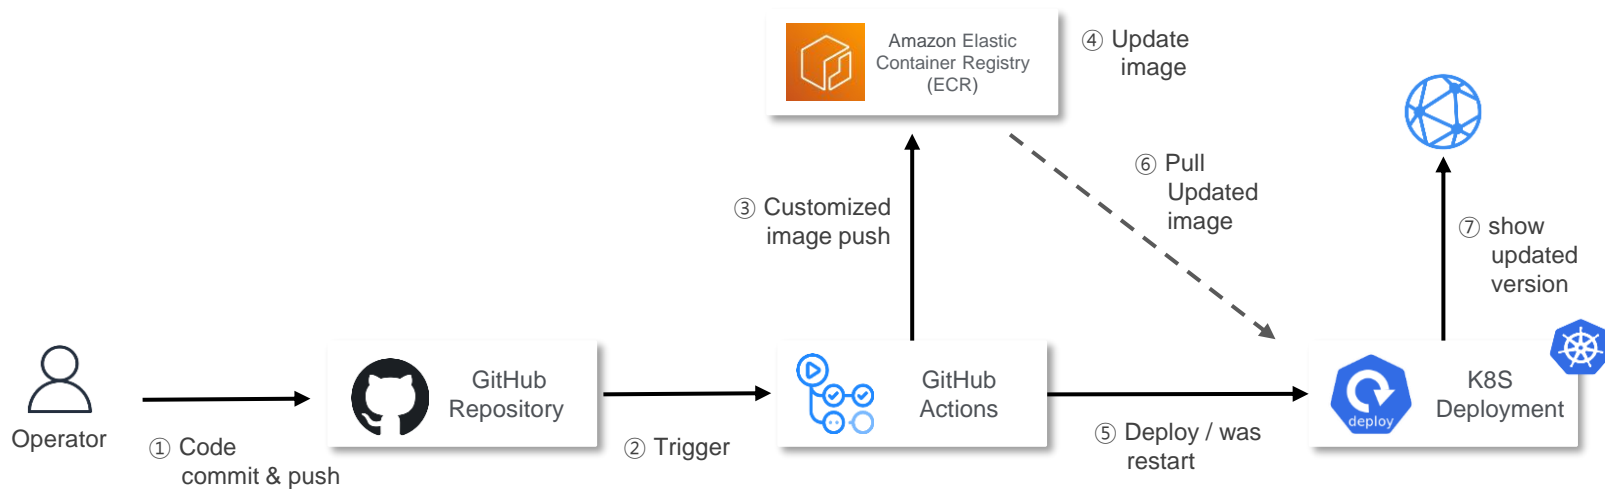 Amazon Elastic
Container Registry
(ECR)
④ Update
image
⑥ Pull
Updated
image
③ Customized
image push
⑦ show
updated
version
Operator
① Code
commit & push
GitHub
Repository
② Trigger
GitHub
Actions
⑤ Deploy / was
restart
deploy
K8S
Deployment